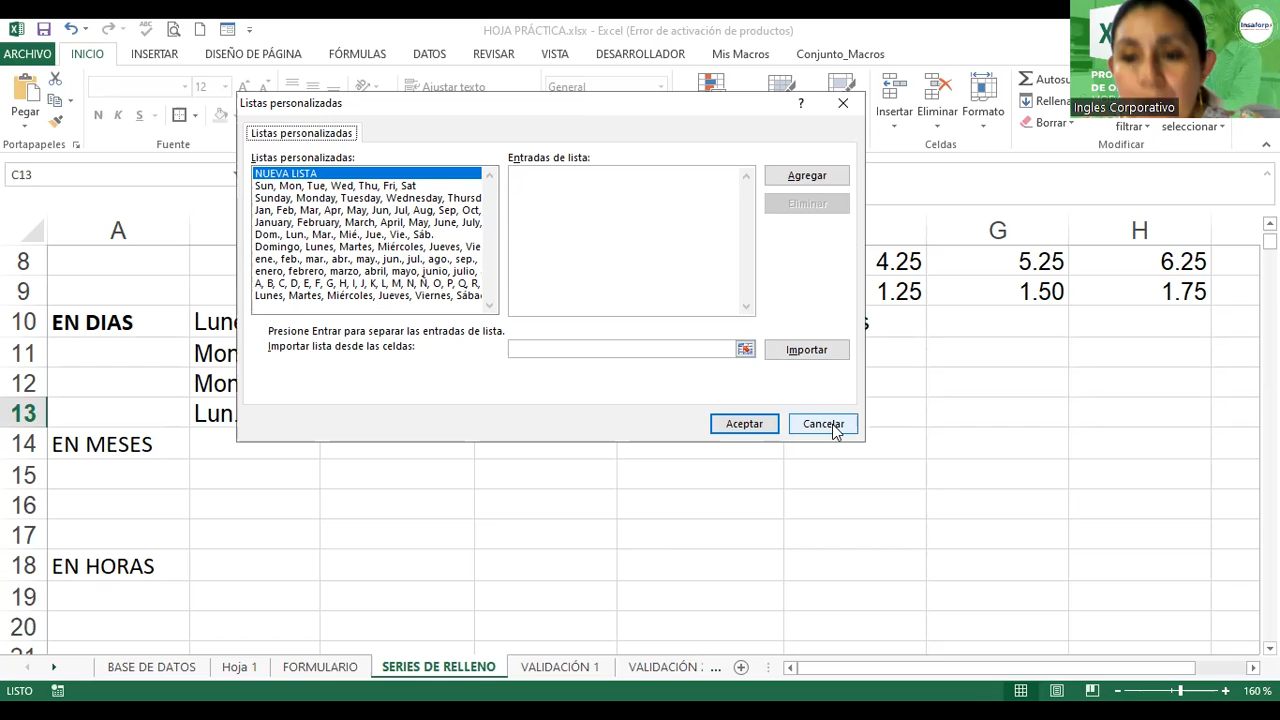 HOJA PRÁCTICA.xlsx - Excel (Error de activación de productos)
ARCHIVO INICIO INSERTAR DISEÑO DE PÁGINA FÓRMULAS DATOS REVISAR VISTA DESARROLLADOR Mis Macros Conjunto_Macros
Insaforp
12 Ajustar texto General
Pegar
N K S
Insertar Eliminar Formato
Autosu
Rellena
Borrar
filtrar seleccionar
Ingles Corporativo
Portapapeles Fuente Celdas Modificar
C13
Listas personalizadas
Listas personalizadas
Listas personalizadas: Entradas de lista:
NUEVA LISTA
Sun, Mon, Tue, Wed, Thu, Fri, Sat
Sunday, Monday, Tuesday, Wednesday, Thursd
Jan, Feb, Mar, Apr, May, Jun, Jul, Aug, Sep, Oct,
January, February, March, April, May, June, July,
Dom., Lun., Mar., Mié., Jue., Vie., Sáb.
Domingo, Lunes, Martes, Miércoles, Jueves, Vie
ene., feb., mar., abr., may., jun., jul., ago., sep.,
enero, febrero, marzo, abril, mayo, junio, julio,
A, B, C, D, E, F, G, H, I, J, K, L, M, N, Ñ, O, P, Q, R,
Lunes, Martes, Miércoles, Jueves, Viernes, Sába
Agregar
Eliminar
Presione Entrar para separar las entradas de lista.
Importar lista desde las celdas:
Importar
Aceptar Cancelar
A G H
8 4.25 5.25 6.25
9 1.25 1.50 1.75
10 EN DIAS Lune s
11 Mon
12 Mon
13 Lun.
14 EN MESES
15
16
17
18 EN HORAS
19
20
BASE DE DATOS Hoja 1 FORMULARIO SERIES DE RELLENO VALIDACIÓN 1 VALIDACIÓN ...
LISTO 160 %